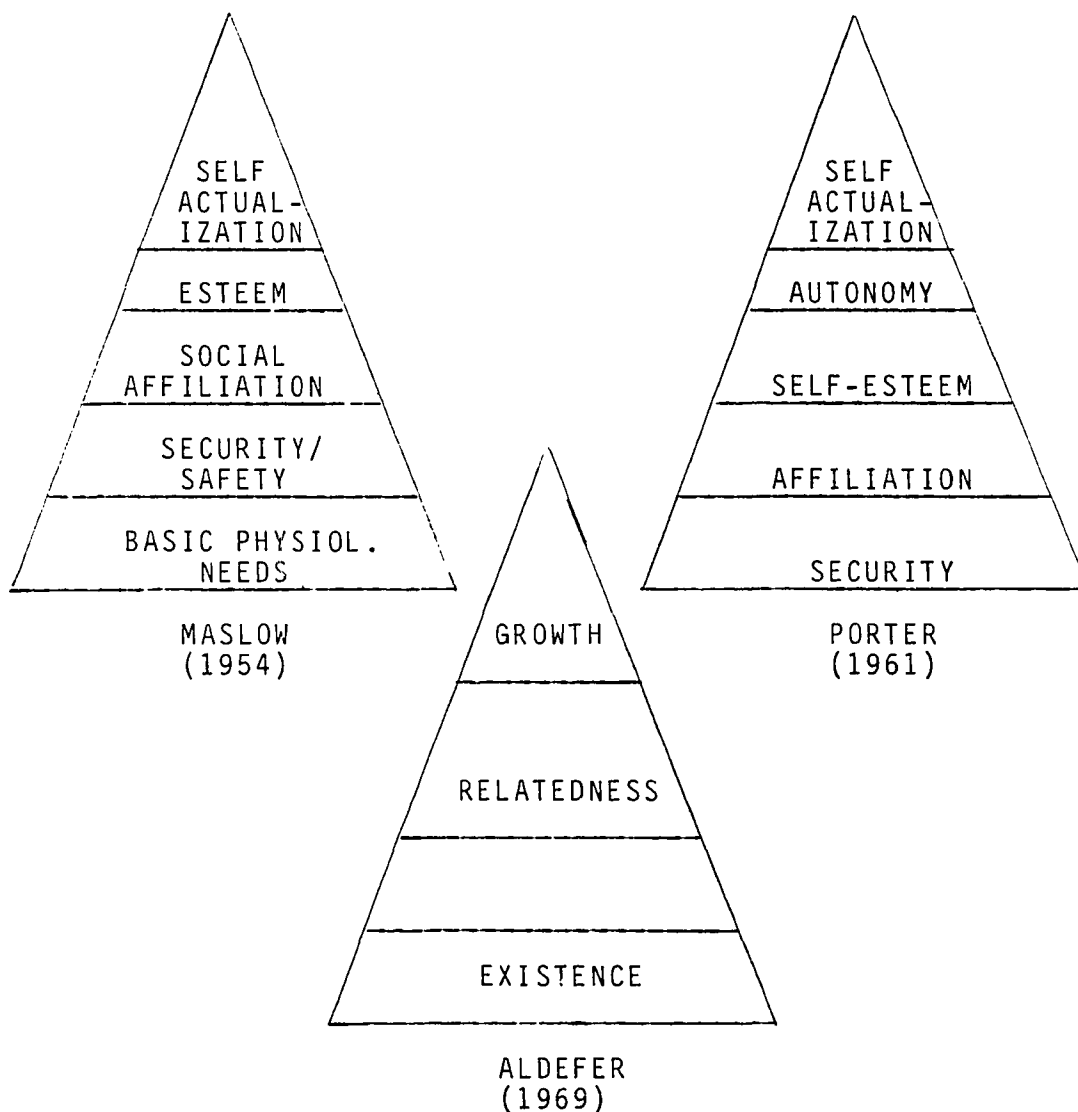 SELF
ACTUAL-
IZATION
ESTEEM
SOCIAL
AFFILIATION
SECURITY/
SAFETY
BASIC PHYSIOL.
NEEDS
MASLOW
(1954)
SELF
ACTUAL-
IZATION
AUTONOMY
SELF-ESTEEM
AFFILIATION
SECURITY
PORTER
(1961)
GROWTH
RELATEDNESS
EXISTENCE
ALDEFER
(1969)